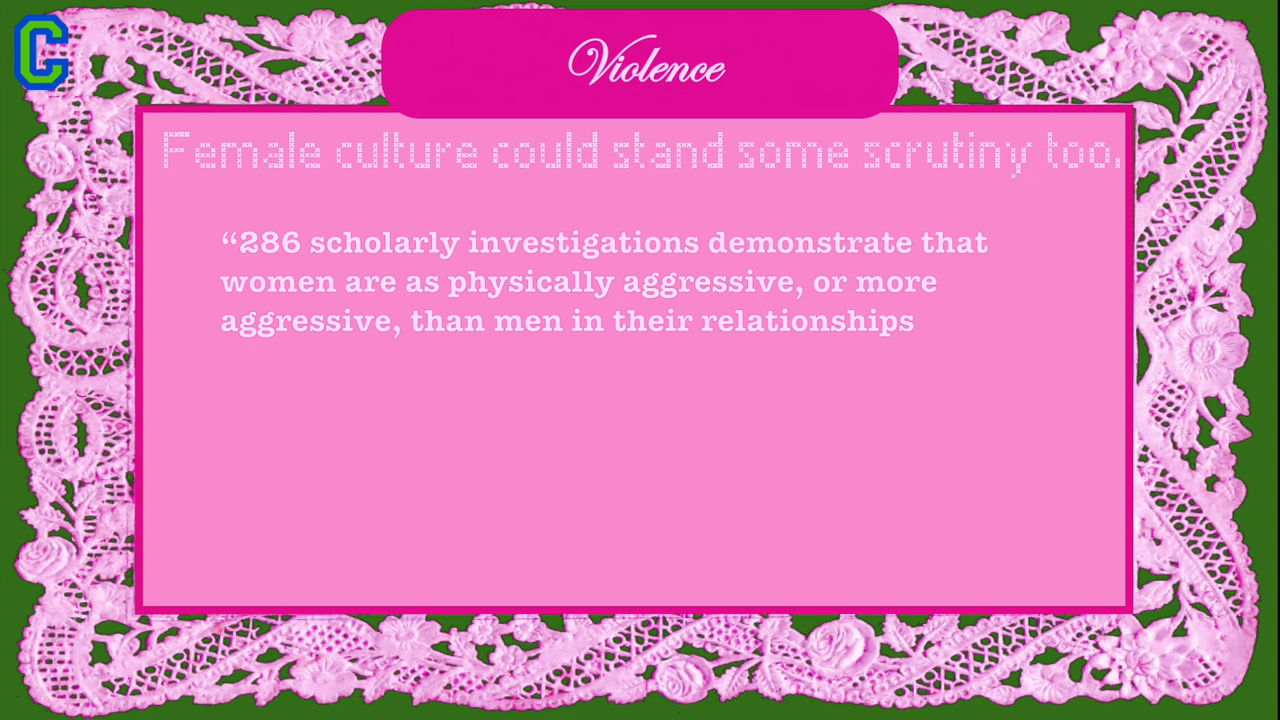 C
Violence
Female culture could stand some scrutiny too.
“286 scholarly investigations demonstrate that
women are as physically aggressive, or more
aggressive, than men in their relationships